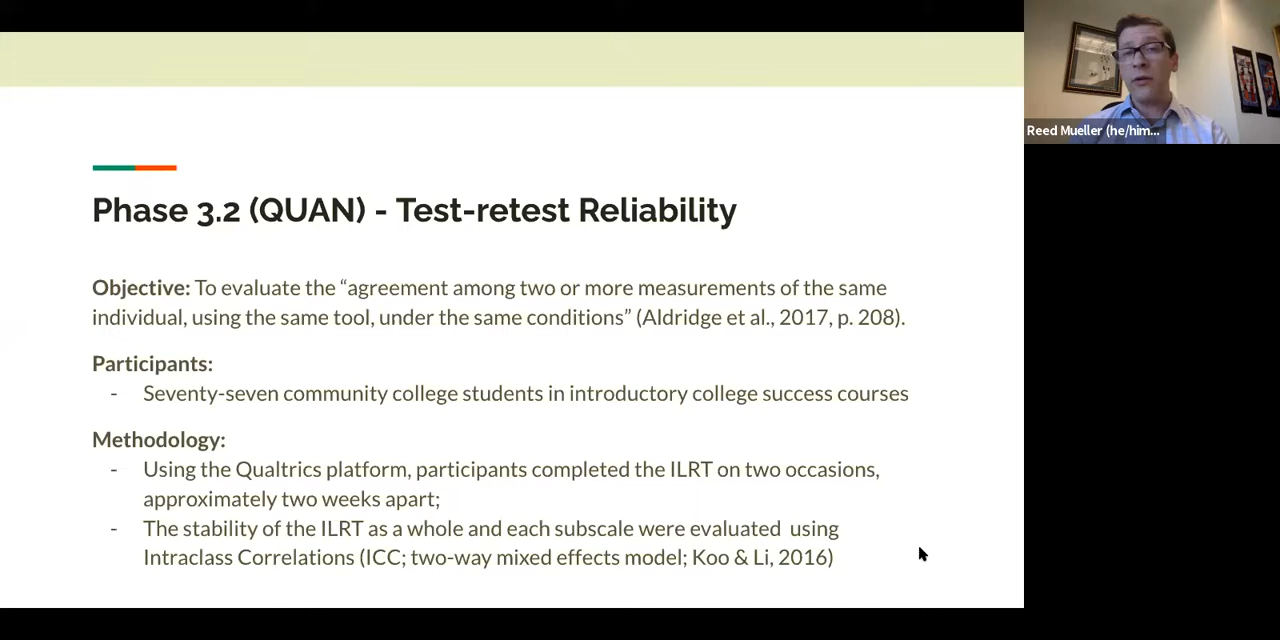 Phase 3.2 (QUAN) - Test-retest Reliability
Objective: To evaluate the “agreement among two or more measurements of the same
individual, using the same tool, under the same conditions” (Aldridge et al., 2017, p. 208).
Participants:
- Seventy-seven community college students in introductory college success courses
Methodology:
- Using the Qualtrics platform, participants completed the ILRT on two occasions,
approximately two weeks apart;
- The stability of the ILRT as a whole and each subscale were evaluated  using
Intraclass Correlations (ICC; two-way mixed effects model; Koo & Li, 2016)
Reed Mueller (he/him...